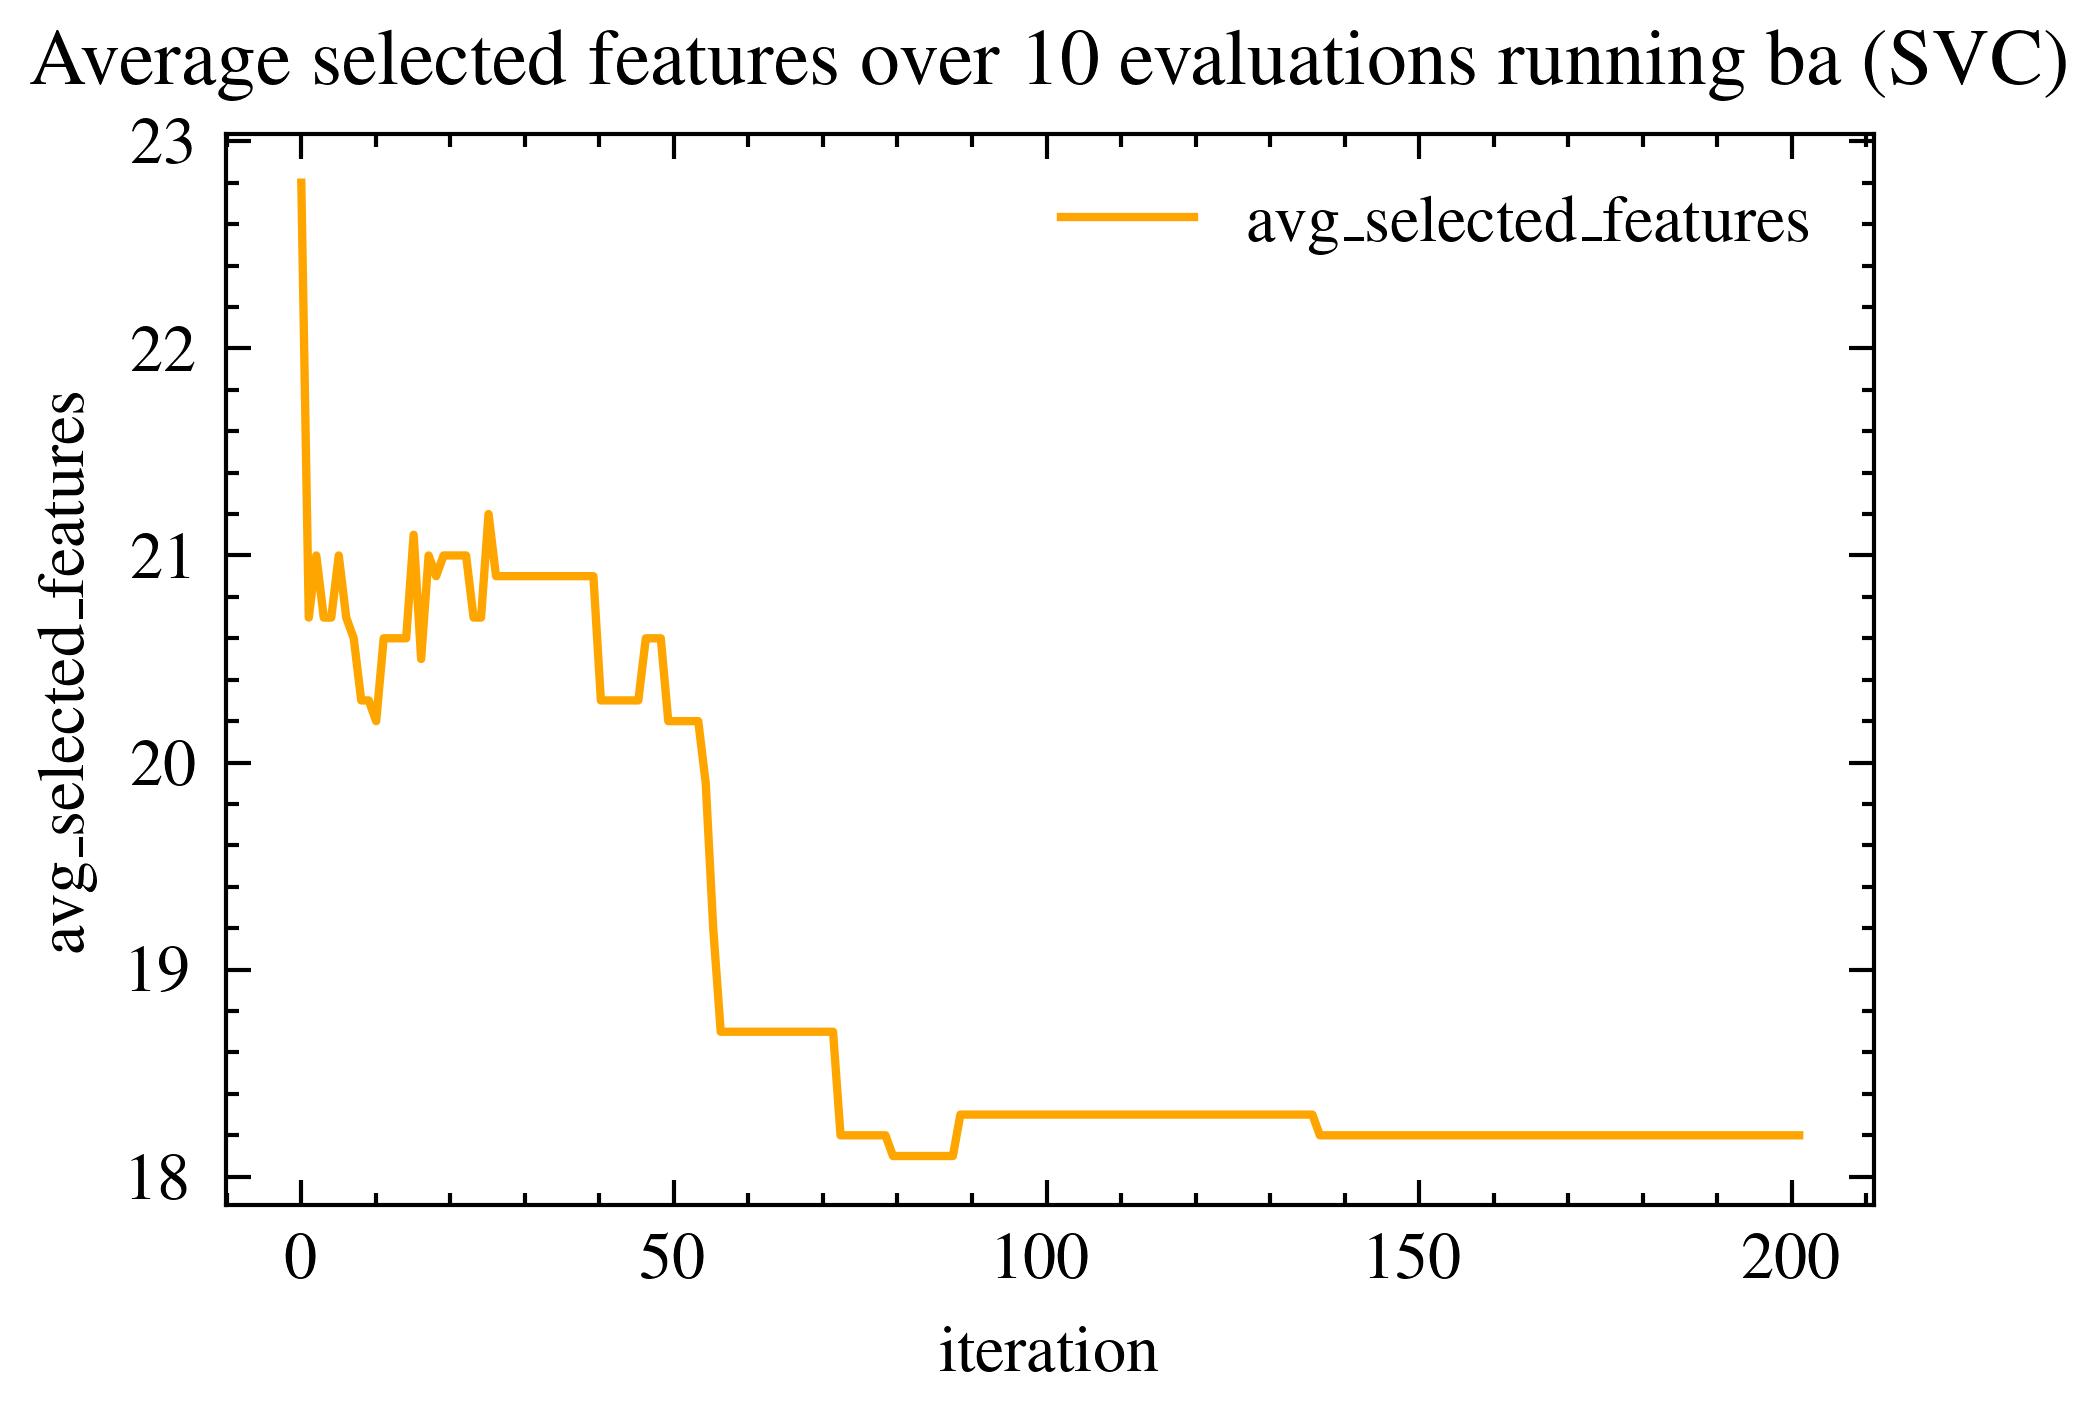 Average selected features over 10 evaluations running ba (SVC)
23
22
21
20
19
18
avg_selected_features
avg_selected_features
0 50 100 150 200
iteration